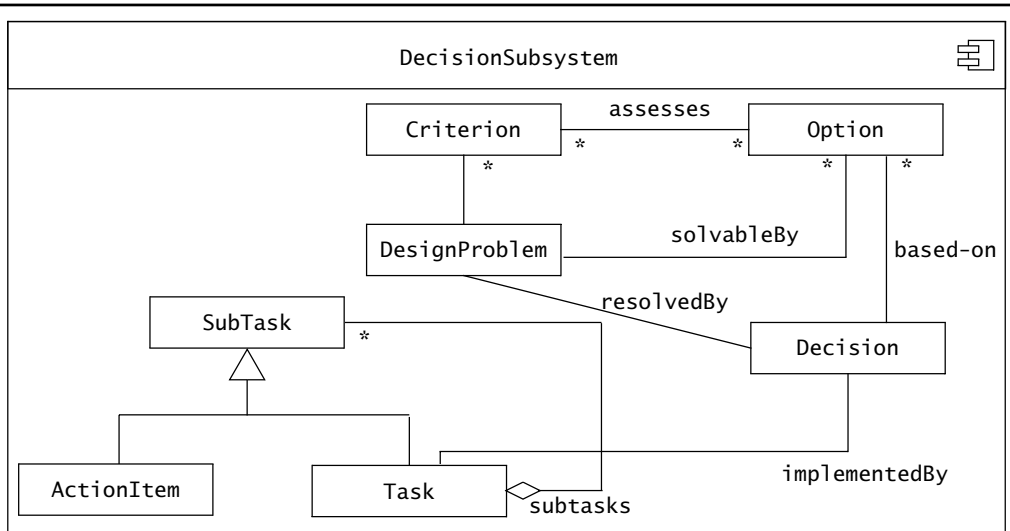 DecisionSubsystem
assesses
Criterion
Option
*
*
*
*
*
solvableBy
DesignProblem
based-on
resolvedBy
SubTask
*
Decision
implementedBy
ActionItem
Task
subtasks